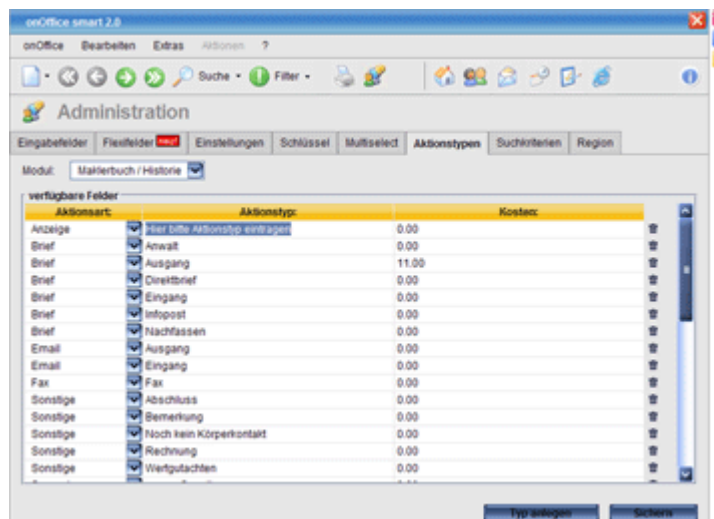 onOffice smart 2.0
onOffice Bearbeiten Extras Aktionen ?
Suche Filter
Administration
Eingabefelder Flexifelder neu! Einstellungen Schlüssel Multiselect Aktionstypen Suchkriterien Region
Modul: Maklerbuch / Historie
verfügbare Felder
Aktionsart: Aktionstyp: Kosten:
Anzeige Hier bitte Aktionstyp eintragen 0.00
Brief Anwalt 0.00
Brief Ausgang 11.00
Brief Direktbrief 0.00
Brief Eingang 0.00
Brief Infopost 0.00
Brief Nachfassen 0.00
Email Ausgang 0.00
Email Eingang 0.00
Fax Fax 0.00
Sonstige Abschluss 0.00
Sonstige Bemerkung 0.00
Sonstige Noch kein Körperkontakt 0.00
Sonstige Rechnung 0.00
Sonstige Wertgutachten 0.00
Typ anlegen Sichern